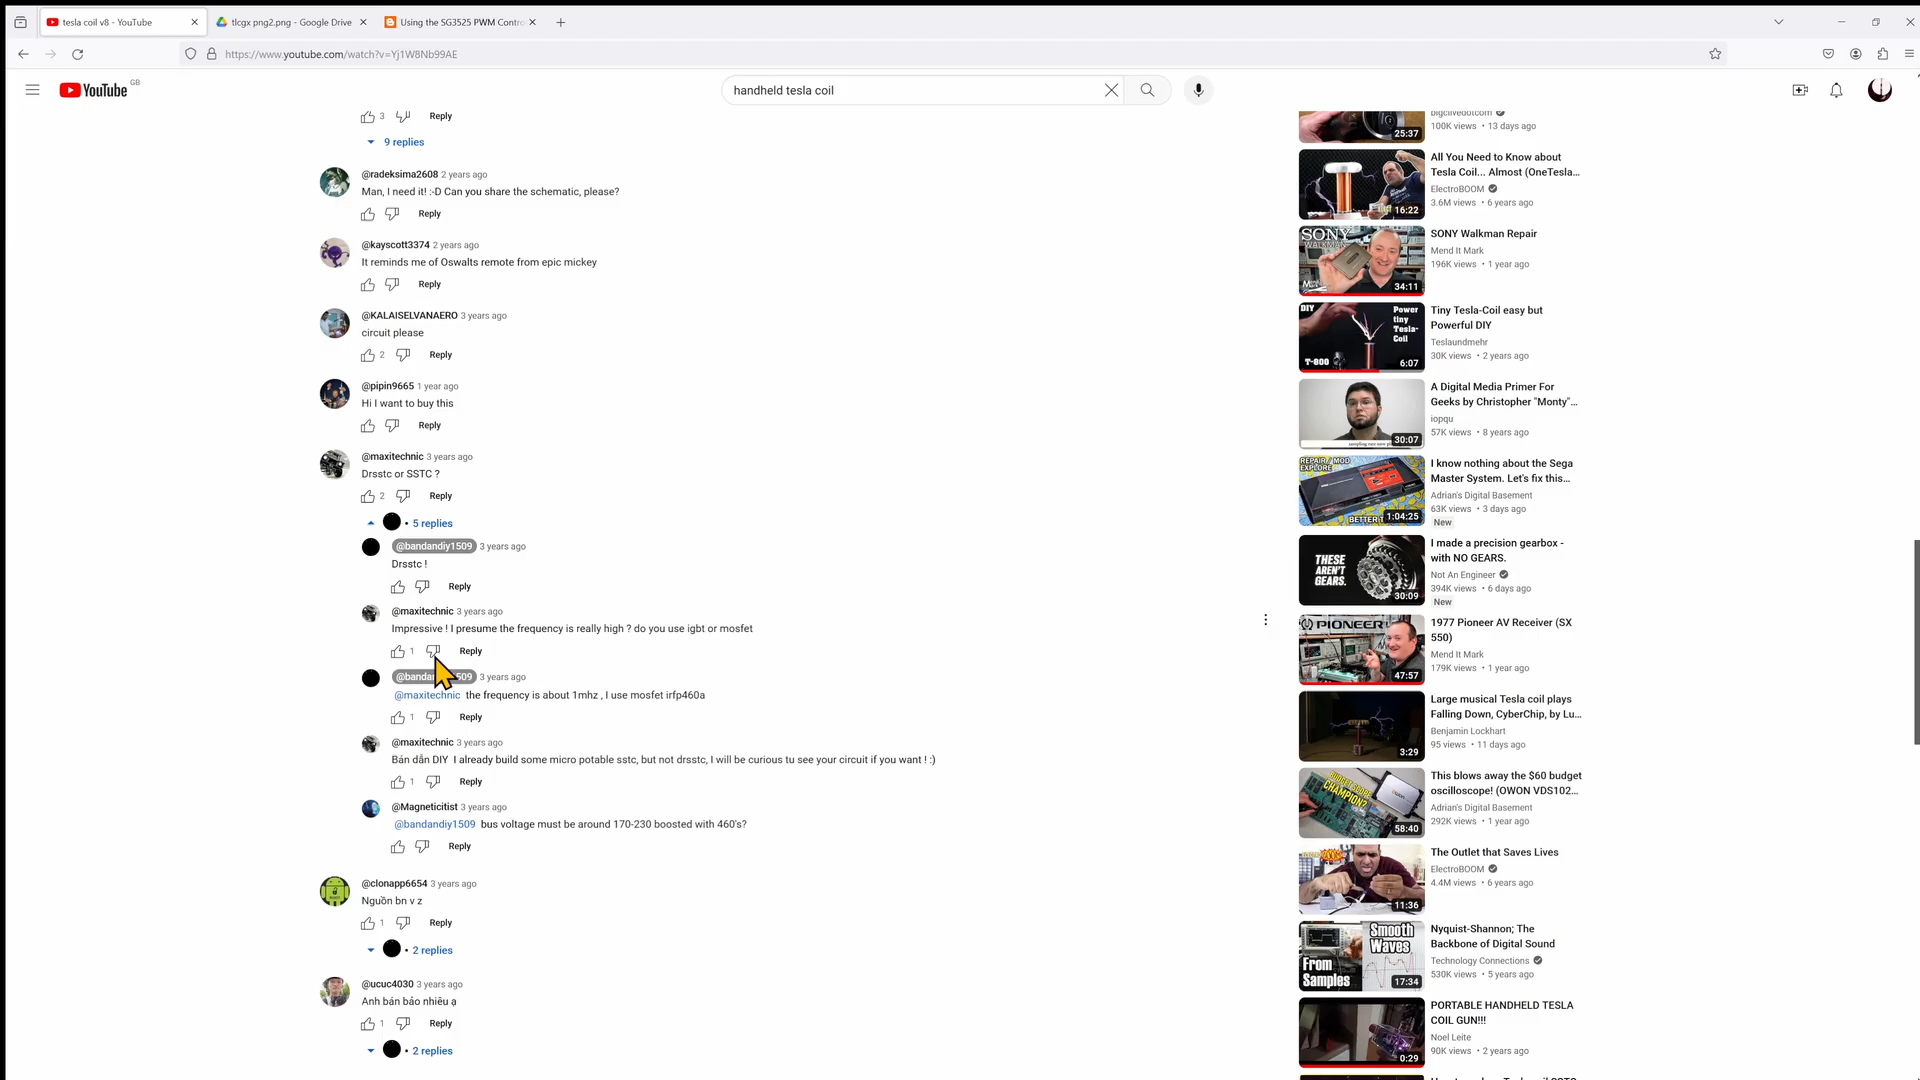 tesla coil v8 - YouTube
tlcgx png2.png - Google Drive
Using the SG3525 PWM Contro
https://www.youtube.com/watch?v=Yj1W8Nb99AE
YouTube GB
handheld tesla coil
3 Reply
9 replies
@radeksima2608 2 years ago
Man, I need it! :-D Can you share the schematic, please?
Reply
@kayscott3374 2 years ago
It reminds me of Oswalts remote from epic mickey
Reply
@KALAISELVANAERO 3 years ago
circuit please
2 Reply
@pipin9665 1 year ago
Hi I want to buy this
Reply
@maxitechnic 3 years ago
Drsstc or SSTC ?
2 Reply
• 5 replies
@bandandiy1509 3 years ago
Drsstc !
Reply
@maxitechnic 3 years ago
Impressive ! I presume the frequency is really high ? do you use igbt or mosfet
1 Reply
3 years ago
@maxitechnic the frequency is about 1mhz , I use mosfet irfp460a
1 Reply
@maxitechnic 3 years ago
Bán dẫn DIY I already build some micro potable sstc, but not drsstc, I will be curious tu see your circuit if you want ! :)
1 Reply
@Magneticitist 3 years ago
@bandandiy1509 bus voltage must be around 170-230 boosted with 460's?
Reply
@clonapp6654 3 years ago
Nguồn bn v z
1 Reply
• 2 replies
@ucuc4030 3 years ago
Anh bán bảo nhiêu ạ
1 Reply
• 2 replies
bigclivedotcom
100K views • 13 days ago
25:37
All You Need to Know about
Tesla Coil... Almost (OneTesla...
ElectroBOOM
3.6M views • 6 years ago
16:22
SONY
WALKMAN
SONY Walkman Repair
Mend It Mark
196K views • 1 year ago
34:11
DIY
Power
tiny
Tesla-
Coil
T-800
6:07
Tiny Tesla-Coil easy but
Powerful DIY
Teslaundmehr
30K views • 2 years ago
A Digital Media Primer For
Geeks by Christopher "Monty"...
iopqu
57K views • 8 years ago
30:07
REPAIR / MOD
EXPLORE
BETTER
1:04:25
I know nothing about the Sega
Master System. Let's fix this...
Adrian's Digital Basement
63K views • 3 days ago
New
THESE
AREN'T
GEARS.
30:09
I made a precision gearbox -
with NO GEARS.
Not An Engineer
394K views • 6 days ago
New
PIONEER
47:57
1977 Pioneer AV Receiver (SX
550)
Mend It Mark
179K views • 1 year ago
3:29
Large musical Tesla coil plays
Falling Down, CyberChip, by Lu...
Benjamin Lockhart
95 views • 11 days ago
BUDGET SCOPE
CHAMPION?
58:40
This blows away the $60 budget
oscilloscope! (OWON VDS102...
Adrian's Digital Basement
292K views • 1 year ago
11:36
The Outlet that Saves Lives
ElectroBOOM
4.4M views • 6 years ago
Smooth
Waves
From
Samples
17:34
Nyquist-Shannon; The
Backbone of Digital Sound
Technology Connections
530K views • 5 years ago
0:29
PORTABLE HANDHELD TESLA
COIL GUN!!!
Noel Leite
90K views • 2 years ago